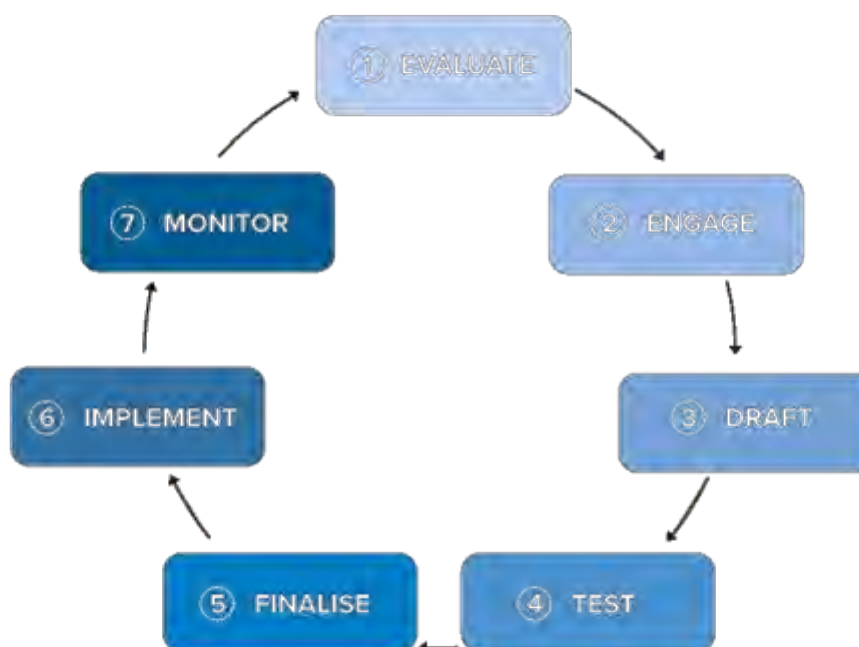 ① EVALUATE
② ENGAGE
③ DRAFT
④ TEST
⑤ FINALISE
⑥ IMPLEMENT
⑦ MONITOR